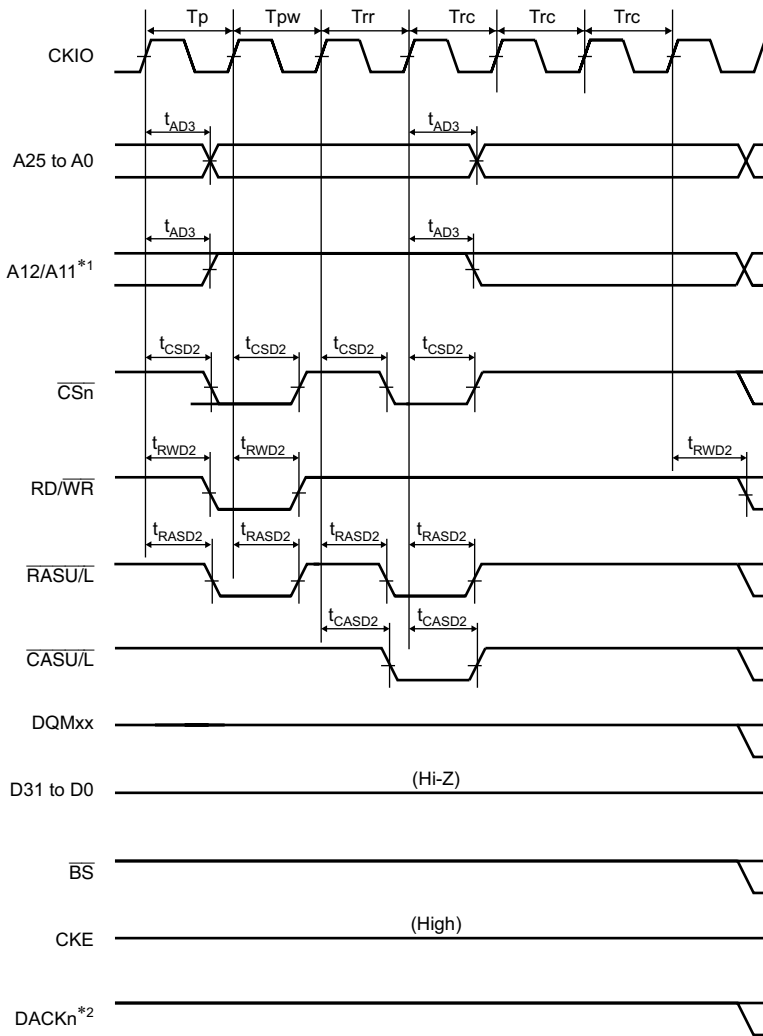 Tp Tpw Trr Trc Trc Trc
CKIO
tAD3 tAD3
A25 to A0
tAD3 tAD3
A12/A11*1
tCSD2 tCSD2 tCSD2 tCSD2
CSn
tRWD2 tRWD2 tRWD2
RD/WR
tRASD2 tRASD2 tRASD2 tRASD2
RASU/L
tCASD2 tCASD2
CASU/L
DQMxx
(Hi-Z)
D31 to D0
BS
(High)
CKE
DACKn*2